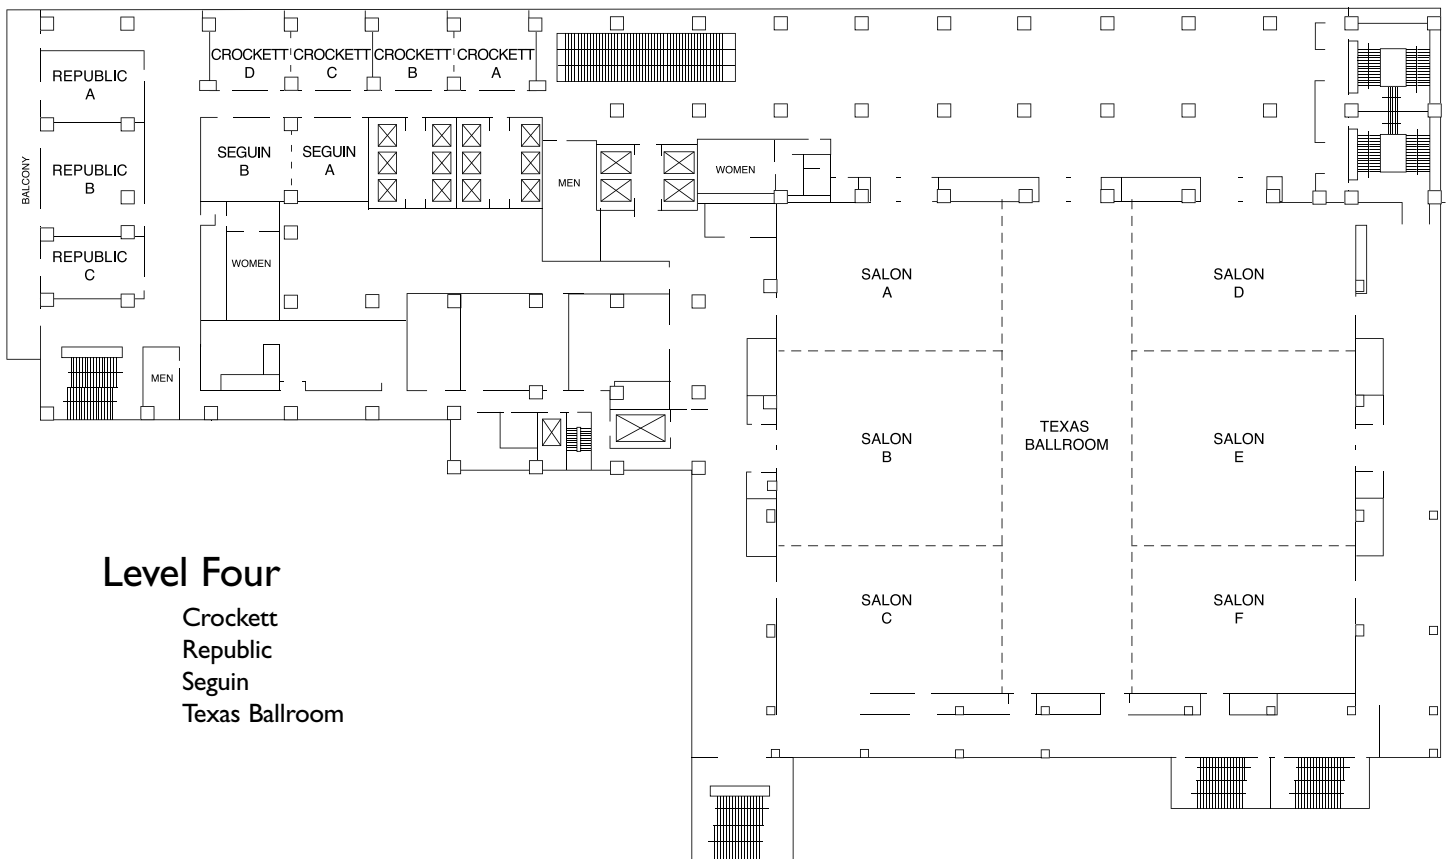 CROCKETT
D
CROCKETT
C
CROCKETT
B
CROCKETT
A
REPUBLIC
A
SEGUIN
B
SEGUIN
A
MEN
WOMEN
BALCONY
REPUBLIC
B
REPUBLIC
C
WOMEN
SALON
A
SALON
D
MEN
TEXAS
BALLROOM
SALON
B
SALON
E
SALON
C
SALON
F
Level Four
Crockett
Republic
Seguin
Texas Ballroom